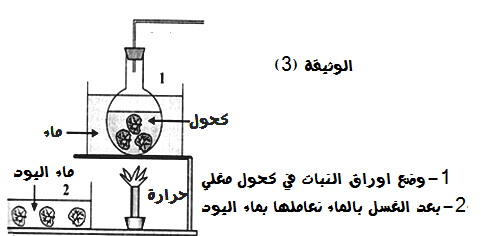 الوثيقة (3)
1
كحول
ماء
ماء اليود
2
حرارة
1- وضع اوراق النبات في كحول مغلي
2- بعد الغسل بالماء نعاملها بماء اليود